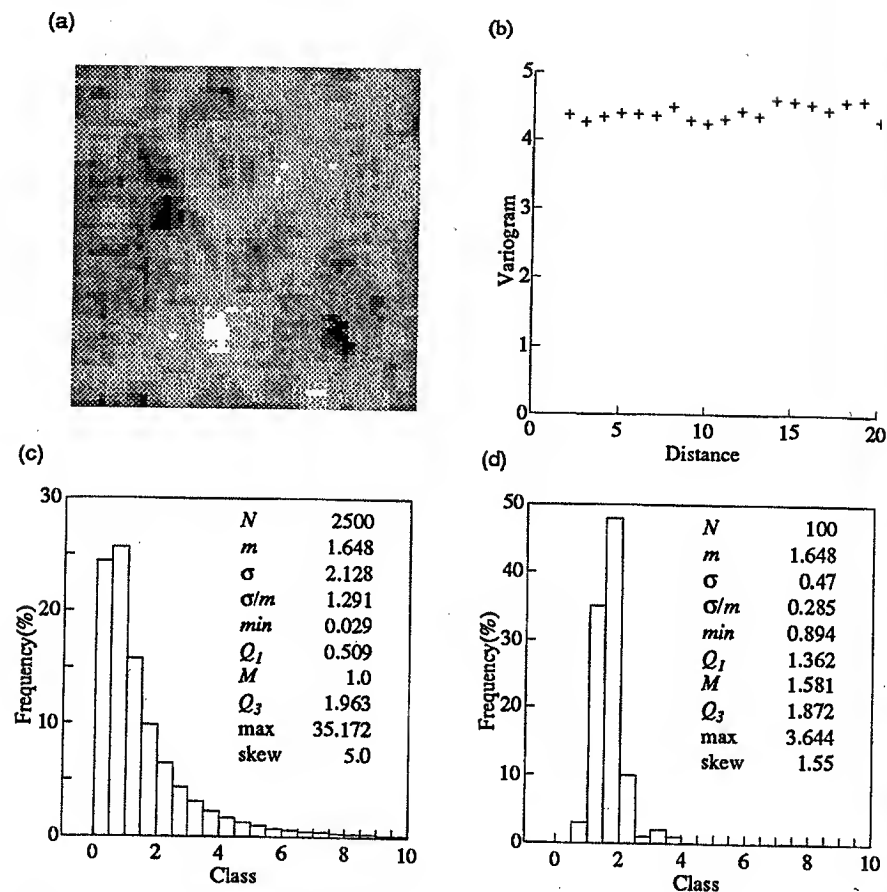 (a)
(b)
5
4
3
2
1
0
Variogram
0 5 10 15 20
Distance
(c)
30
20
10
0
Frequency(%)
N 2500
m 1.648
σ 2.128
σ/m 1.291
min 0.029
Q1 0.509
M 1.0
Q3 1.963
max 35.172
skew 5.0
0 2 4 6 8 10
Class
(d)
50
40
30
20
10
0
Frequency(%)
N 100
m 1.648
σ 0.47
σ/m 0.285
min 0.894
Q1 1.362
M 1.581
Q3 1.872
max 3.644
skew 1.55
0 2 4 6 8 10
Class